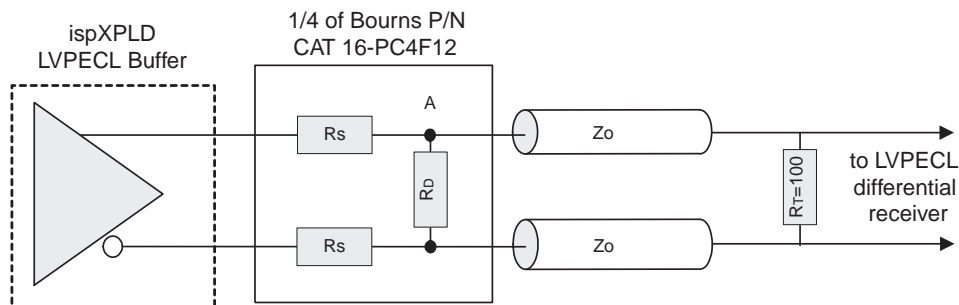 ispXPLD
LVPECL Buffer
1/4 of Bourns P/N
CAT 16-PC4F12
A
Rs
RD
Rs
Zo
Zo
RT=100
to LVPECL
differential
receiver